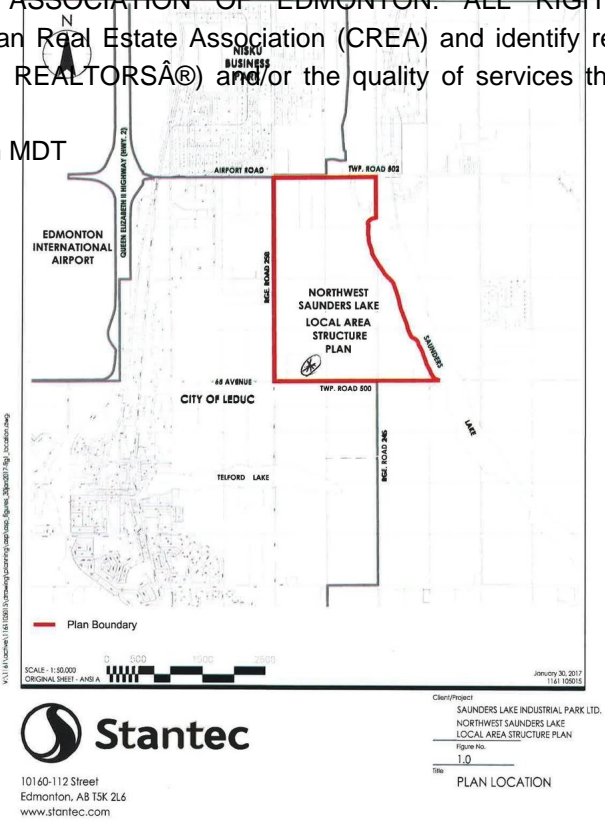 ASSOCIATION OF EDMONTON. ALL RIGHT
an Real Estate Association (CREA) and identify re
REALTORSÂ®) and/or the quality of services th
MDT
N
NISKU
BUSINESS
PARK
QUEEN ELIZABETH II HIGHWAY (HWY. 2)
AIRPORT ROAD
TWP. ROAD 502
EDMONTON
INTERNATIONAL
AIRPORT
RGE. ROAD 250
NORTHWEST
SAUNDERS LAKE
LOCAL AREA
STRUCTURE
PLAN
SAUNDERS
LAKE
65 AVENUE
TWP. ROAD 500
CITY OF LEDUC
RGE. ROAD 245
TELFORD LAKE
Plan Boundary
0 500 1500 2500
SCALE - 1:50,000
ORIGINAL SHEET - ANSI A
January 30, 2017
1161 105015
Stantec
10160-112 Street
Edmonton, AB T5K 2L6
www.stantec.com
Client/Project
SAUNDERS LAKE INDUSTRIAL PARK LTD.
NORTHWEST SAUNDERS LAKE
LOCAL AREA STRUCTURE PLAN
Figure No.
1.0
Title
PLAN LOCATION